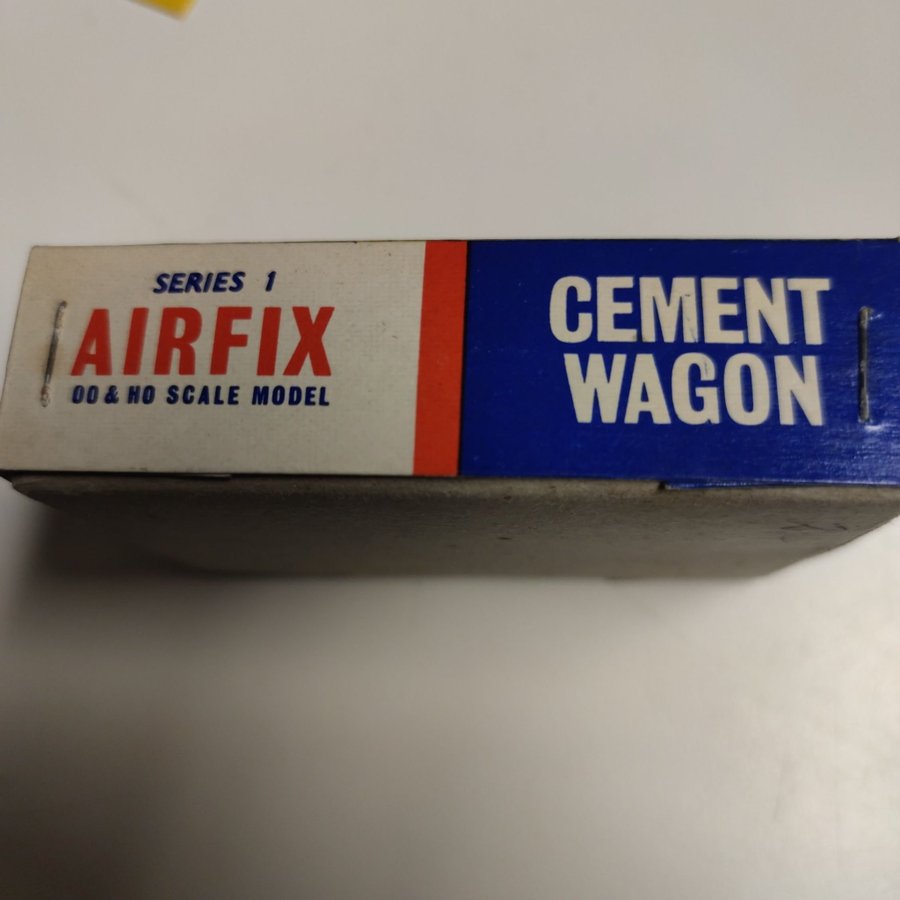 SERIES 1
AIRFIX
OO & HO SCALE MODEL
CEMENT
WAGON